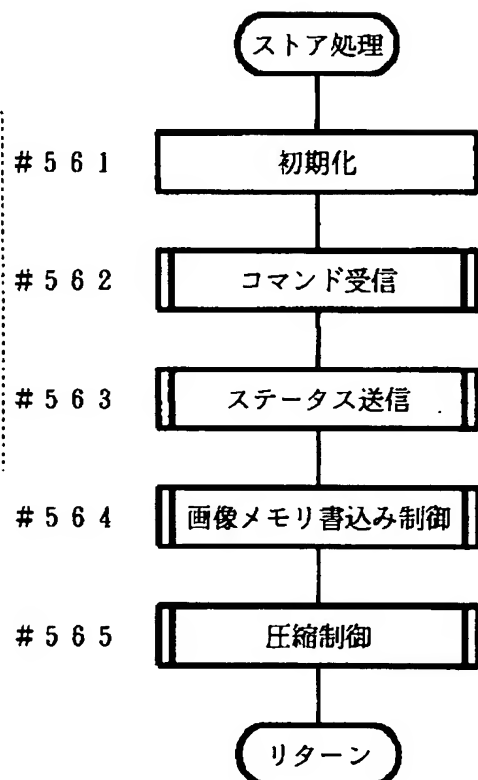 ストア処理
#561 初期化
#562 コマンド受信
#563 ステータス送信
#564 画像メモリ書込み制御
#565 圧縮制御
リターン